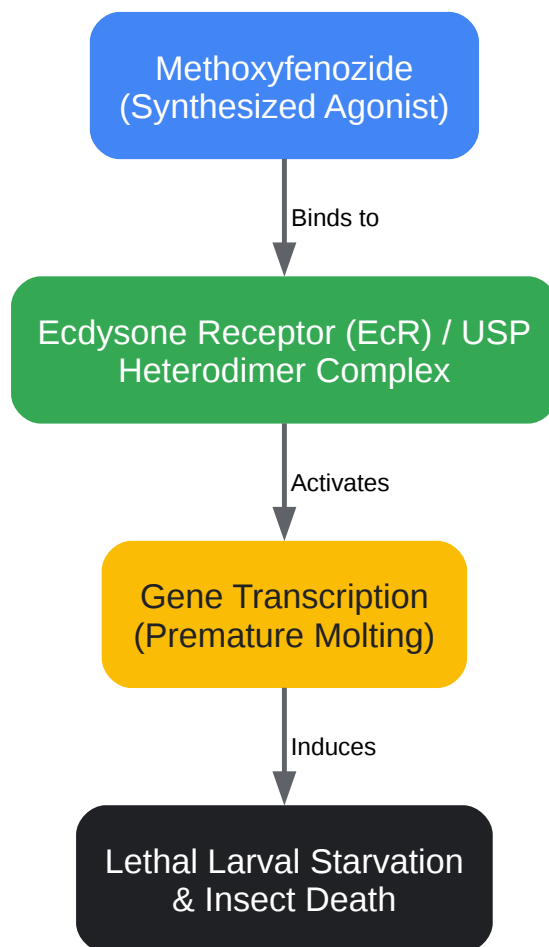 Methoxyfenozide
(Synthesized Agonist)
Binds to
Ecdysone Receptor (EcR) / USP
Heterodimer Complex
Activates
Gene Transcription
(Premature Molting)
Induces
Lethal Larval Starvation
& Insect Death